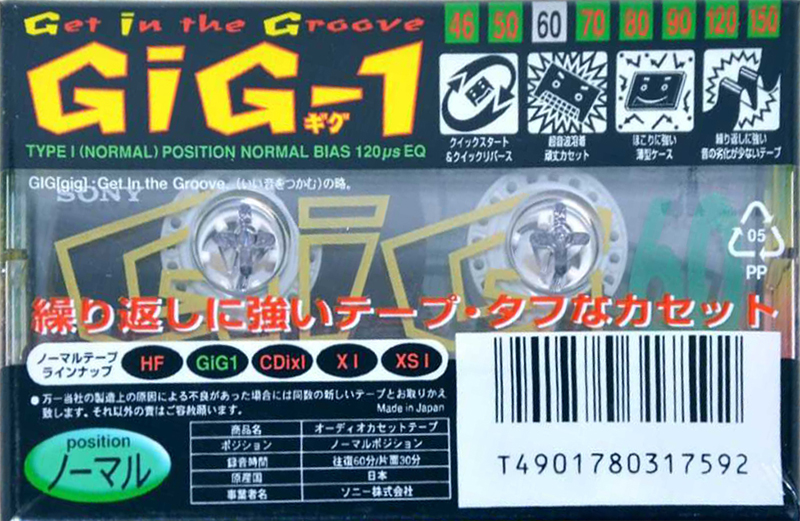 Get in the Groove
46 50 60 70 80 90 120 150
GiG-1
ギグ
クイックスタート
&クイックリバース
超音波溶着
頑丈カセット
ほこりに強い
薄型ケース
繰り返しに強い
音の劣化が少ないテープ
TYPE I (NORMAL) POSITION NORMAL BIAS 120μs EQ
GIG[gig]・Get In the Groove.(いい音をつかむ)の略。
SONY
GiG
60
05
PP
繰り返しに強いテープ・タフなカセット
ノーマルテープ
ラインナップ
HF GiG1 CDixI X I XS I
●万一当社の製造上の原因による不良があった場合には同数の新しいテープとお取りかえ
致します。それ以外の責はご容赦願います。
Made in Japan
position
ノーマル
商品名 オーディオカセットテープ
ポジション ノーマルポジション
録音時間 往復60分/片面30分
原産国 日本
事業者名 ソニー株式会社
T4901780317592